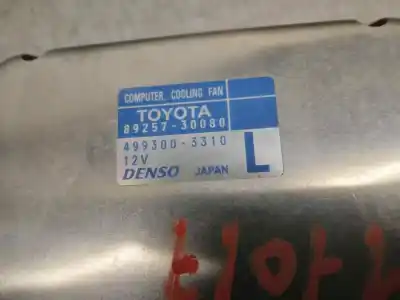 COMPUTER, COOLING FAN
TOYOTA
89257-30080
499300-3310
12V
L
DENSO JAPAN